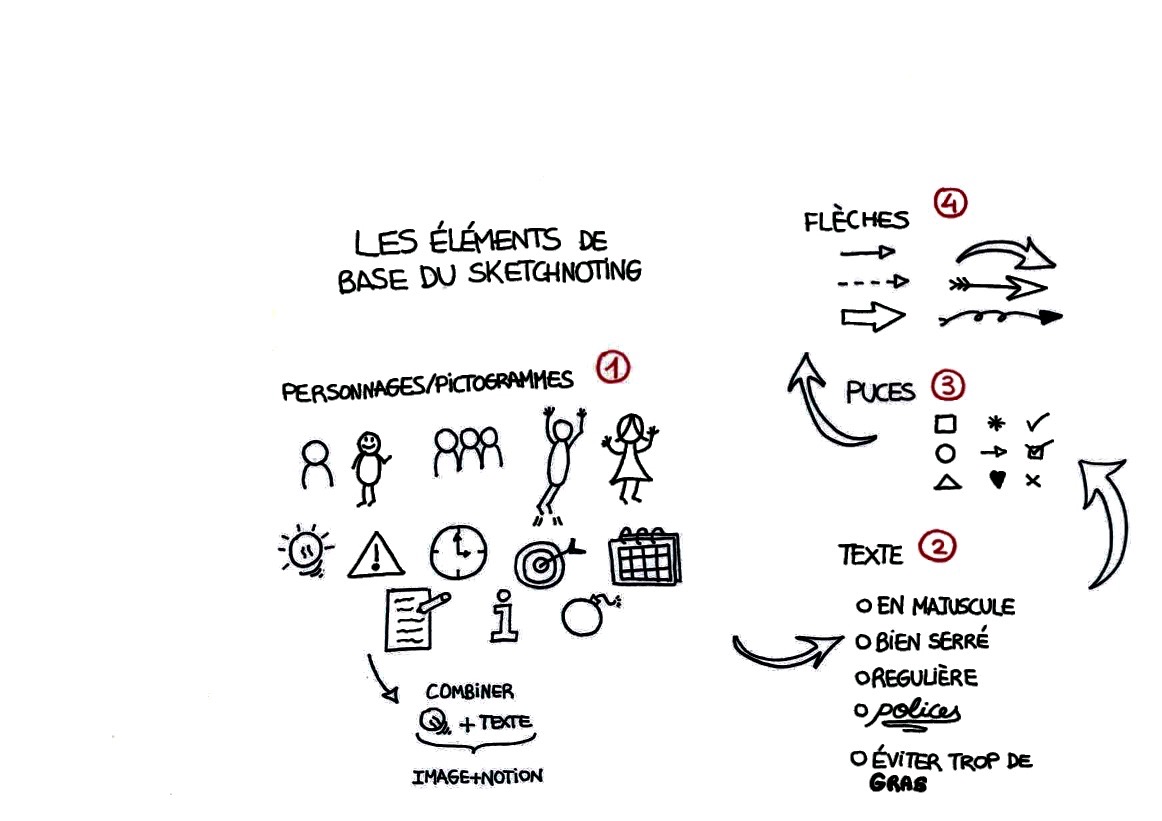 LES ÉLÉMENTS DE
BASE DU SKETCHNOTING
PERSONNAGES/PiCTOGRAMMES 1
COMBiNER
+ TEXTE
IMAGE+NOTION
TEXTE 2
EN MAJUSCULE
BiEN SERRÉ
REGULIÈRE
polices
ÉViTER TROP DE
GRAS
PUCES 3
FLÈCHES 4